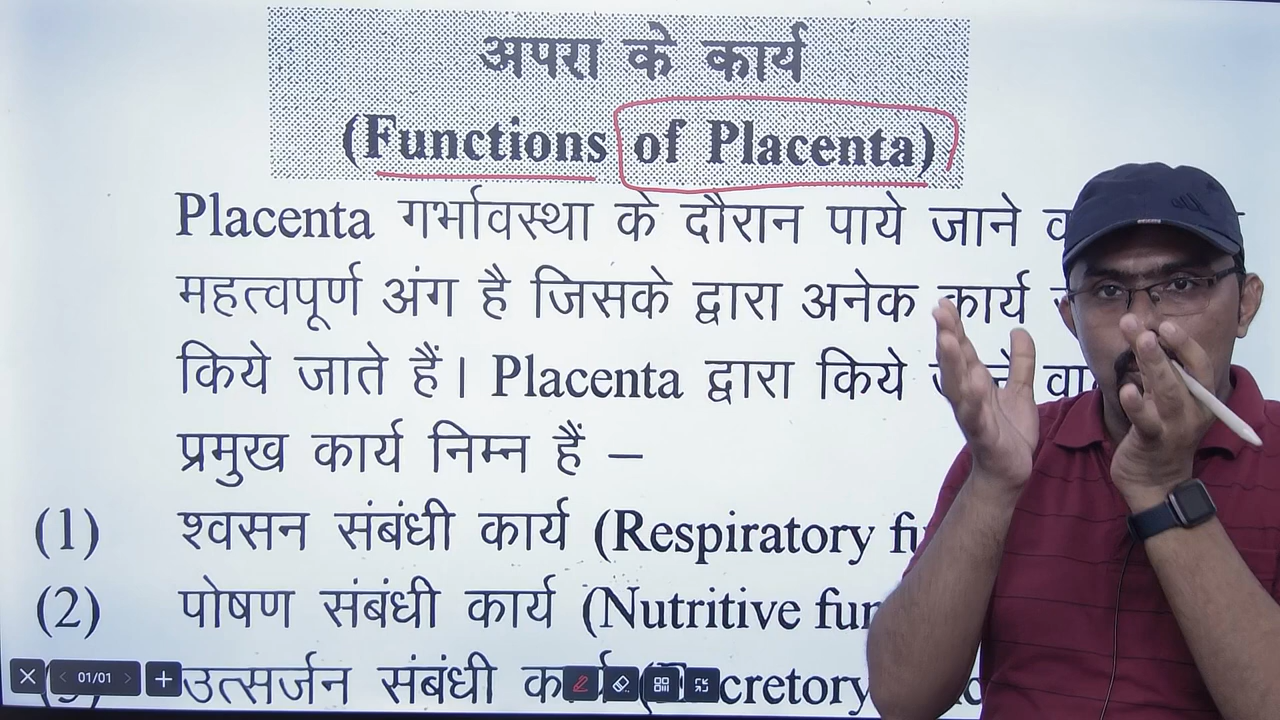 अपरा के कार्य
(Functions of Placenta)
Placenta गर्भावस्था के दौरान पाये जाने
महत्वपूर्ण अंग है जिसके द्वारा अनेक कार्य
किये जाते हैं। Placenta द्वारा किये
प्रमुख कार्य निम्न हैं –
(1) श्वसन संबंधी कार्य (Respiratory
(2) पोषण संबंधी कार्य (Nutritive
उत्सर्जन संबंधी
01/01